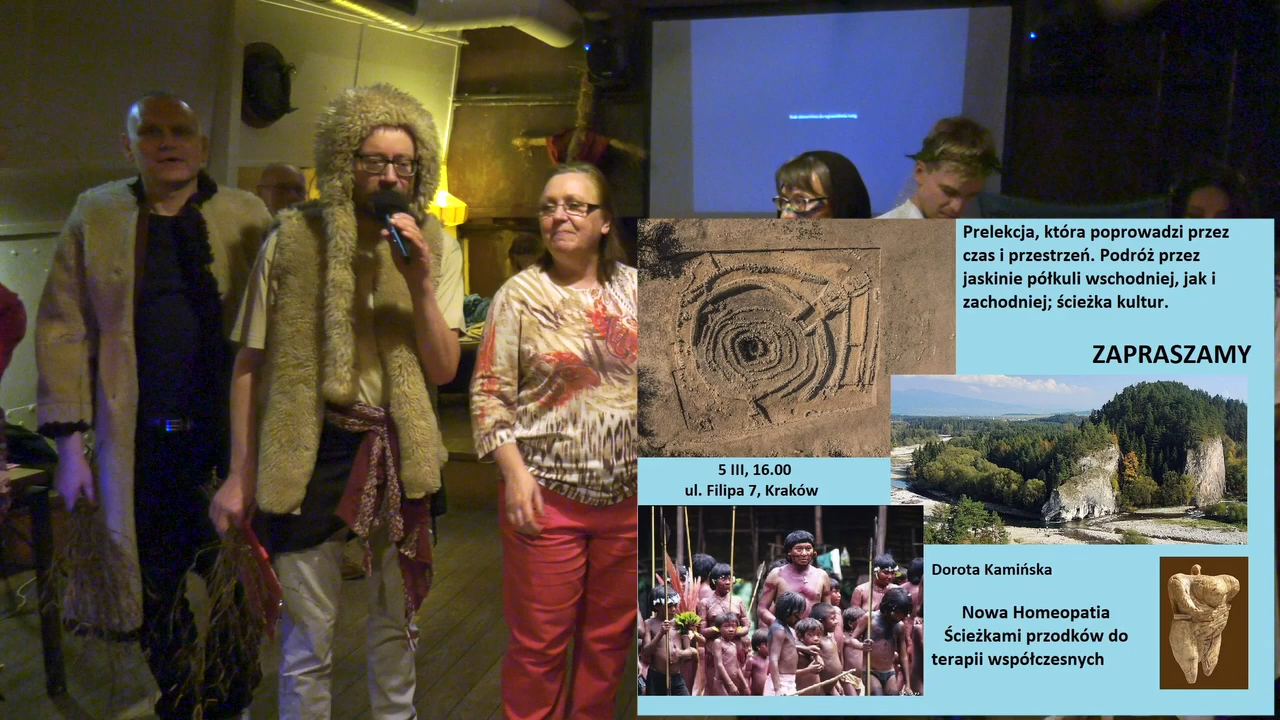 Prelekcja, która poprowadzi przez
czas i przestrzeń. Podróż przez
jaskinie półkuli wschodniej, jak i
zachodniej; ścieżka kultur.
ZAPRASZAMY
5 III, 16.00
ul. Filipa 7, Kraków
Dorota Kamińska
Nowa Homeopatia
Ścieżkami przodków do
terapii współczesnych